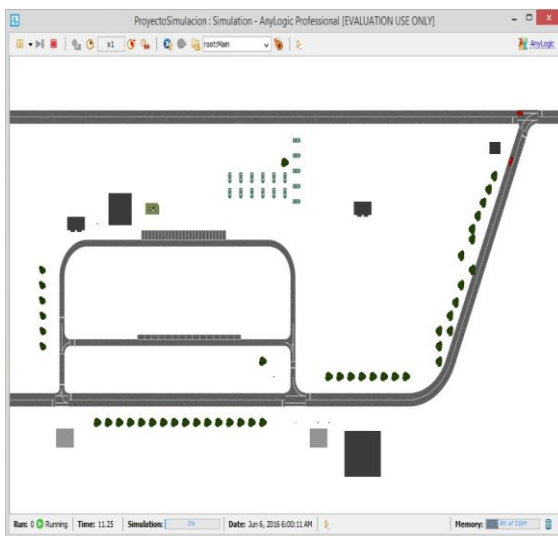 ProyectoSimulacion : Simulation - AnyLogic Professional [EVALUATION USE ONLY]
x1 root:Main AnyLogic
Run: 0 Running Time: 11.25 Simulation: 0% Date: Jun 6, 2016 6:00:11 AM Memory: